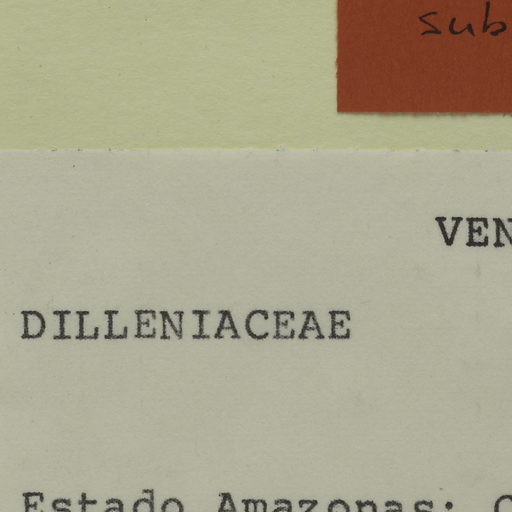 sub
VEN
DILLENIACEAE
Estado Amazonas: C